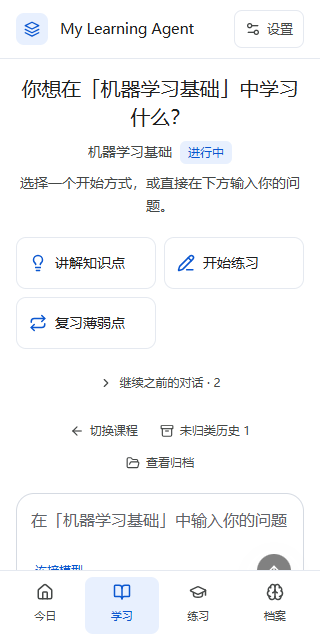 My Learning Agent
设置
你想在「机器学习基础」中学习
什么?
机器学习基础 进行中
选择一个开始方式，或直接在下方输入你的问
题。
讲解知识点
开始练习
复习薄弱点
继续之前的对话 · 2
切换课程
未归类历史 1
查看归档
在「机器学习基础」中输入你的问题
连接模型
今日
学习
练习
档案